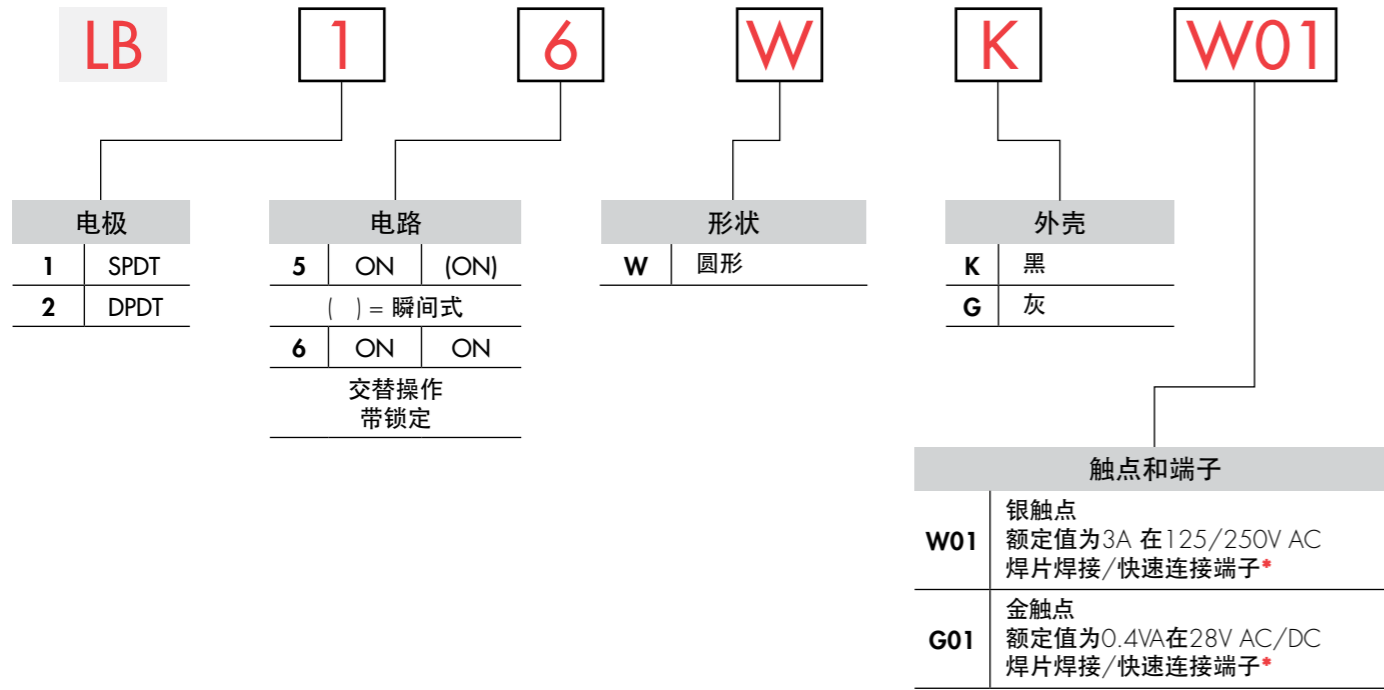 LB 1 6 W K W01
电极
1 SPDT
2 DPDT
电路
5 ON (ON)
( ) = 瞬间式
6 ON ON
交替操作
带锁定
形状
W 圆形
外壳
K 黑
G 灰
触点和端子
W01 银触点
额定值为3A 在125/250V AC
焊片焊接/快速连接端子*
G01 金触点
额定值为0.4VA在28V AC/DC
焊片焊接/快速连接端子*